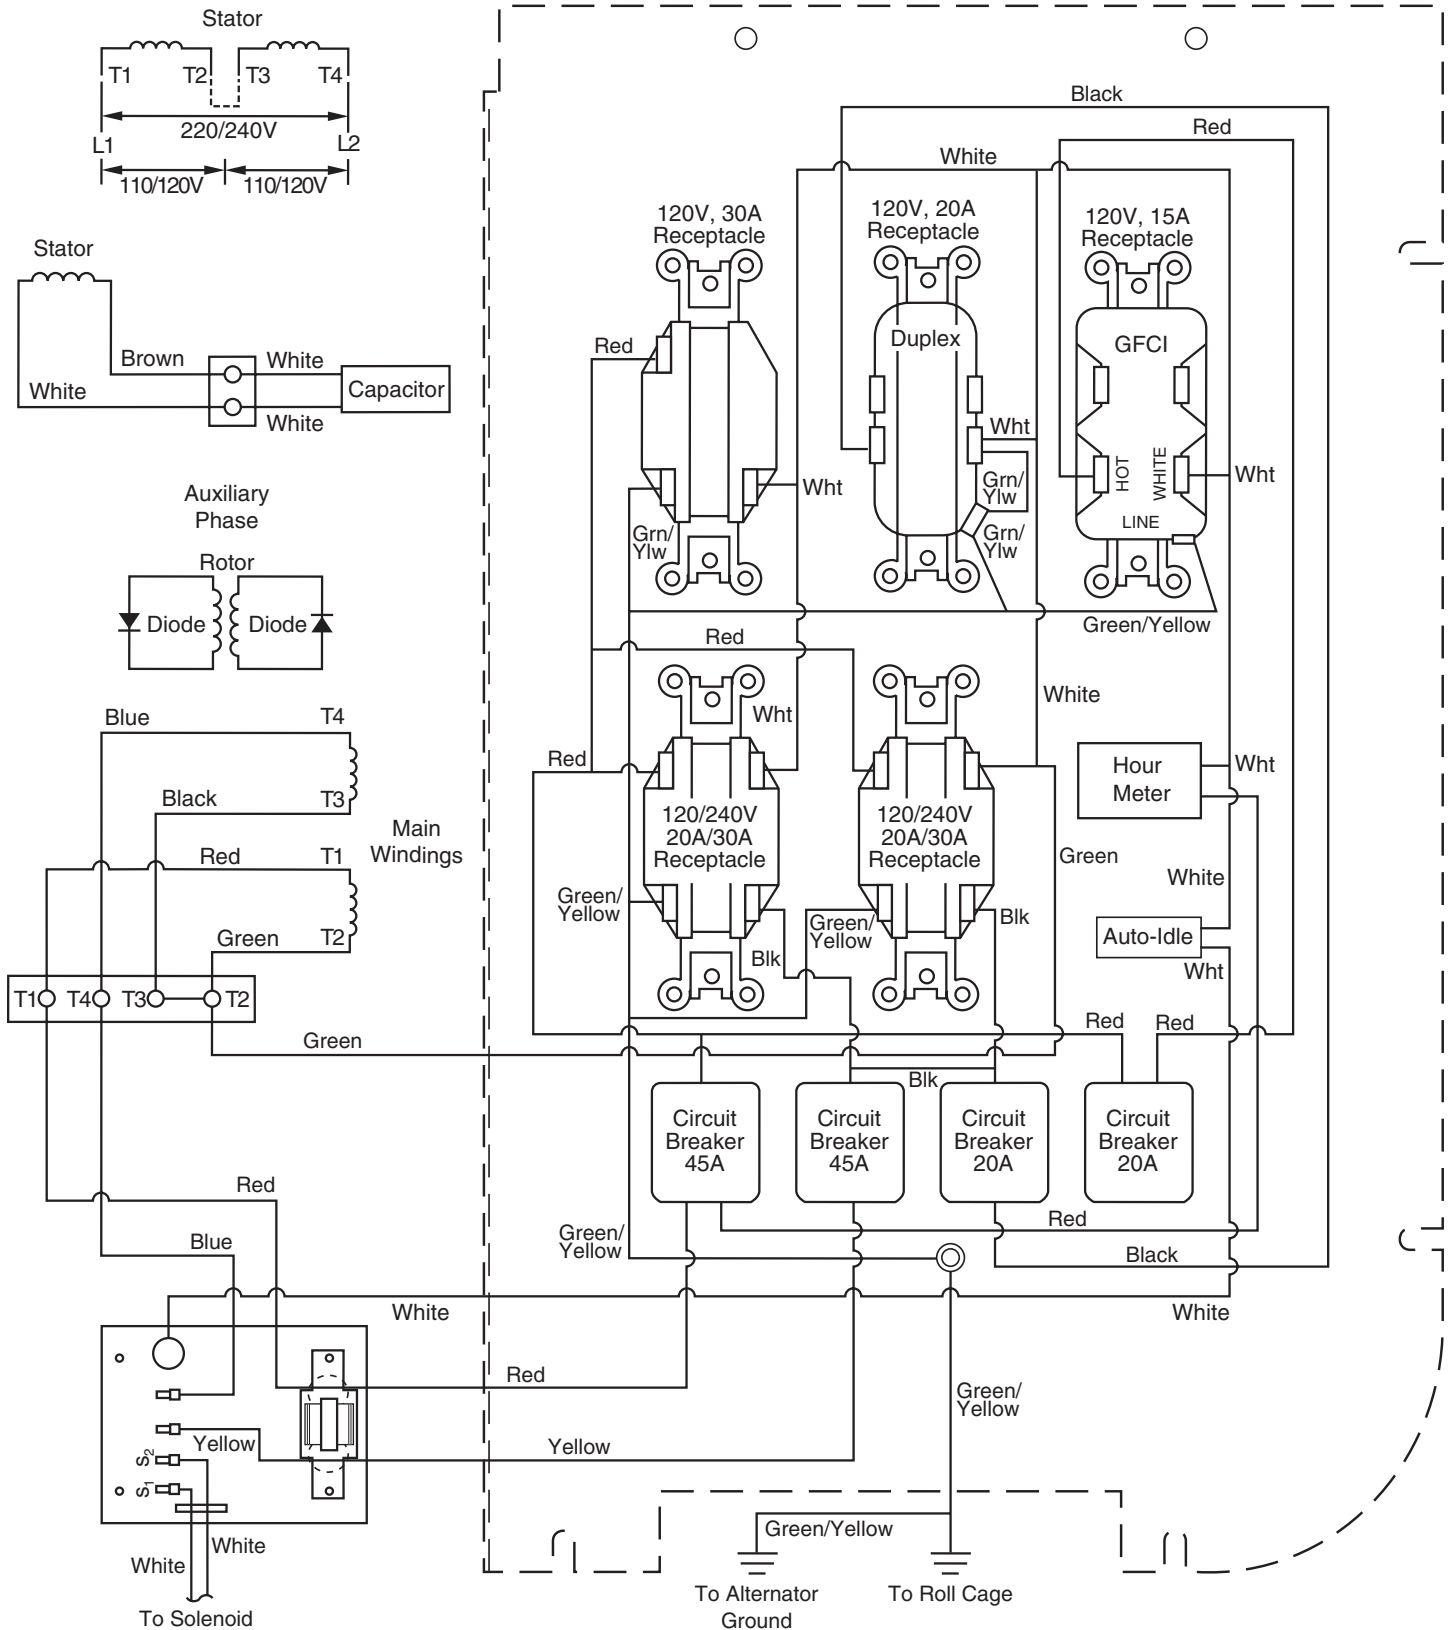 Stator
T1
T2
T3
T4
220/240V
L1
L2
110/120V
110/120V
Stator
Brown
White
White
White
Capacitor
Auxiliary
Phase
Rotor
Diode
Diode
Blue
T4
Black
T3
Main
Windings
Red
T1
Green
T2
T1
T4
T3
T2
Green
Red
Blue
White
Red
Yellow
Yellow
S2
S1
White
White
To Solenoid
Black
Red
White
120V, 30A
Receptacle
120V, 20A
Receptacle
120V, 15A
Receptacle
Red
Duplex
GFCI
Wht
Wht
Grn/
Ylw
Grn/
Ylw
Grn/
Ylw
HOT
WHITE
LINE
Wht
Green/Yellow
Red
White
Wht
Red
120/240V
20A/30A
Receptacle
120/240V
20A/30A
Receptacle
Hour
Meter
Wht
Green
White
Green/
Yellow
Green/
Yellow
Blk
Blk
Auto-Idle
Wht
Red
Red
Blk
Circuit
Breaker
45A
Circuit
Breaker
45A
Circuit
Breaker
20A
Circuit
Breaker
20A
Red
Green/
Yellow
Black
White
Green/
Yellow
Green/Yellow
To Alternator
Ground
To Roll Cage